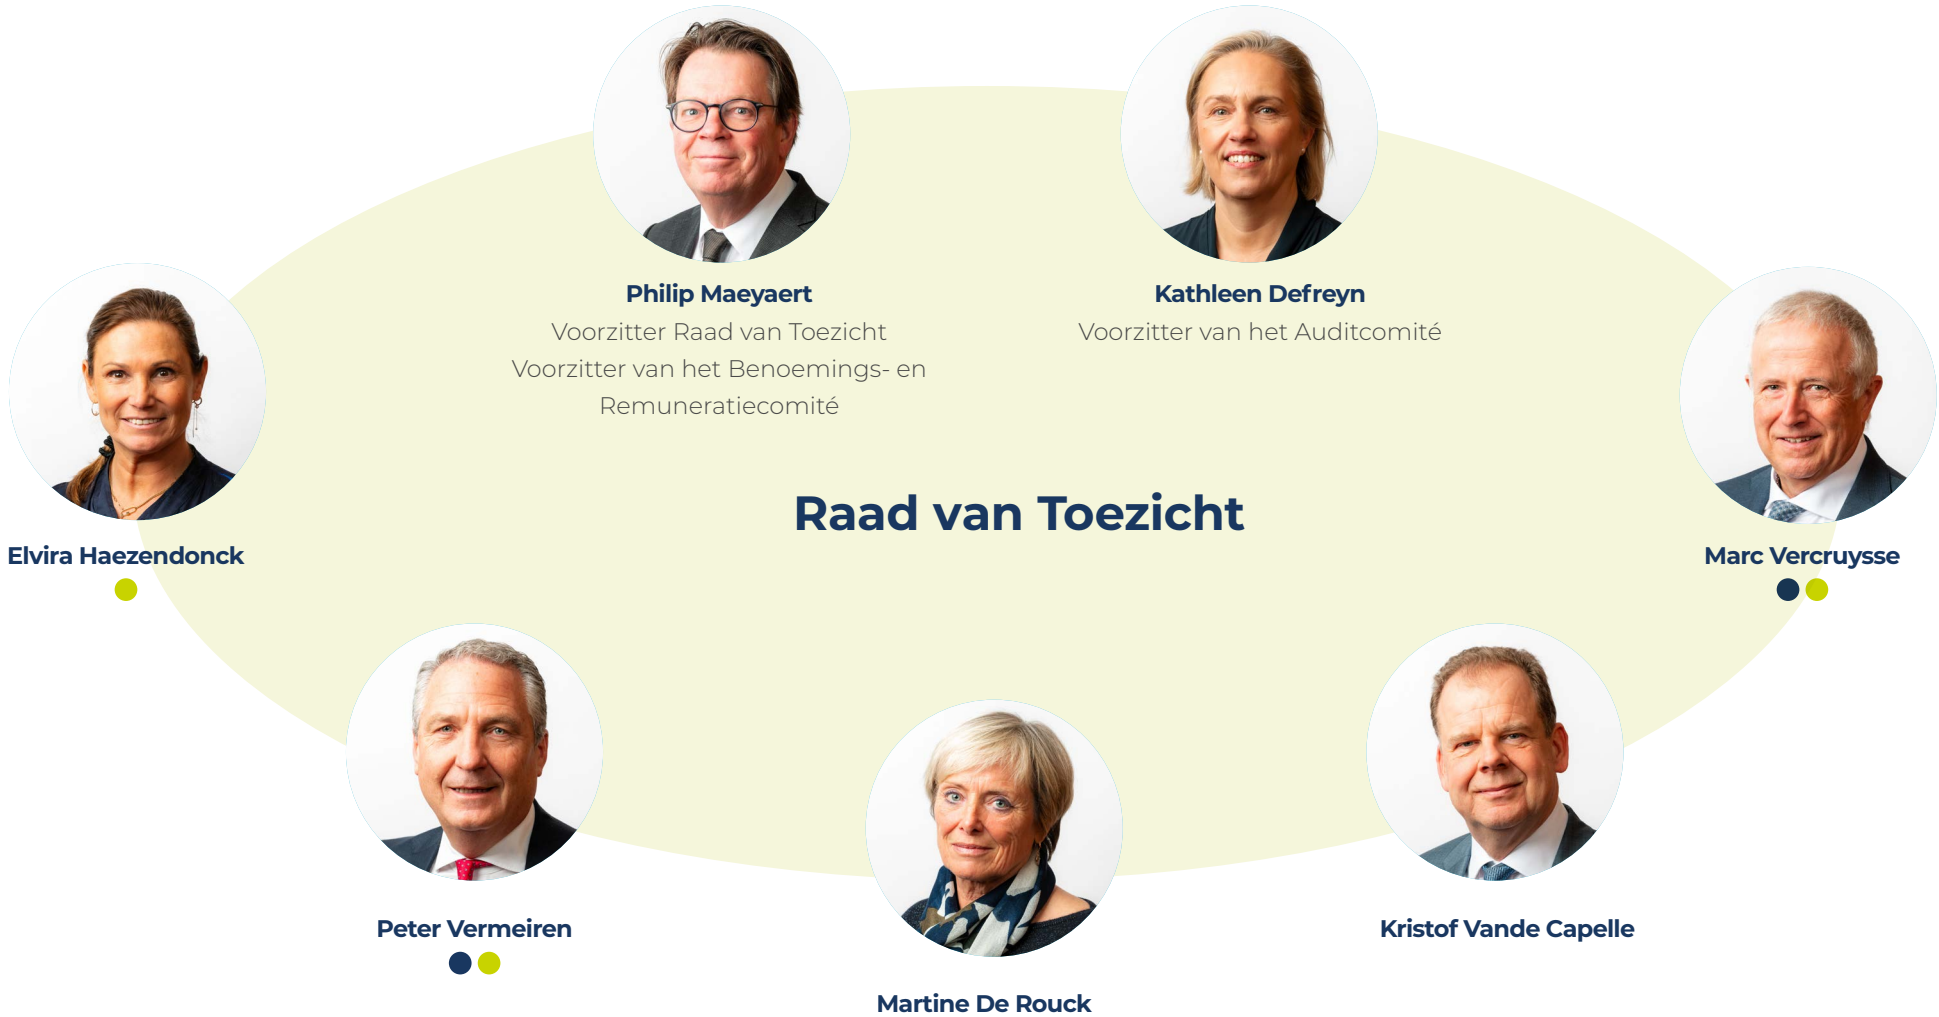 Philip Maeyaert
Voorzitter Raad van Toezicht
Voorzitter van het Benoemings- en
Remuneratiecomité
Kathleen Defreyn
Voorzitter van het Auditcomité
Raad van Toezicht
Elvira Haezendonck
Marc Vercruysse
Peter Vermeiren
Kristof Vande Capelle
Martine De Rouck